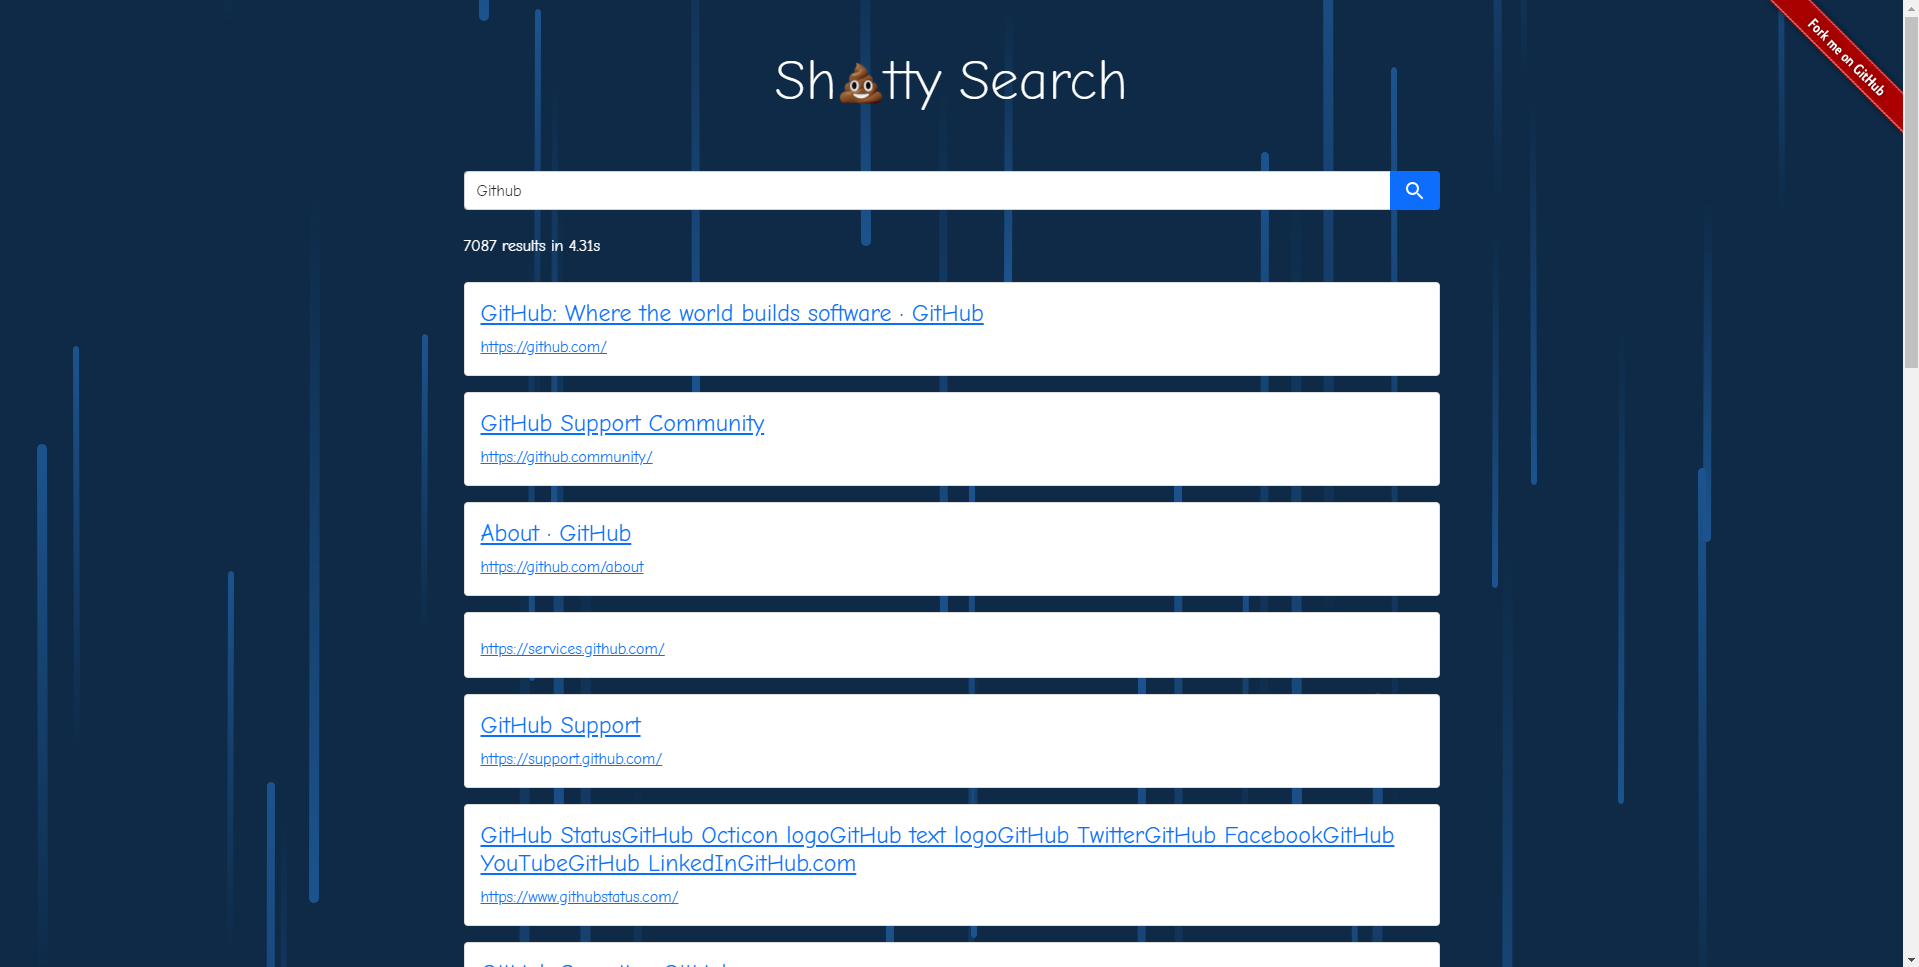 Sh💩tty Search
Fork me on GitHub
Github
7087 results in 4.31s
GitHub: Where the world builds software · GitHub
https://github.com/
GitHub Support Community
https://github.community/
About · GitHub
https://github.com/about
https://services.github.com/
GitHub Support
https://support.github.com/
GitHub StatusGitHub Octicon logoGitHub text logoGitHub TwitterGitHub FacebookGitHub
YouTubeGitHub LinkedInGitHub.com
https://www.githubstatus.com/